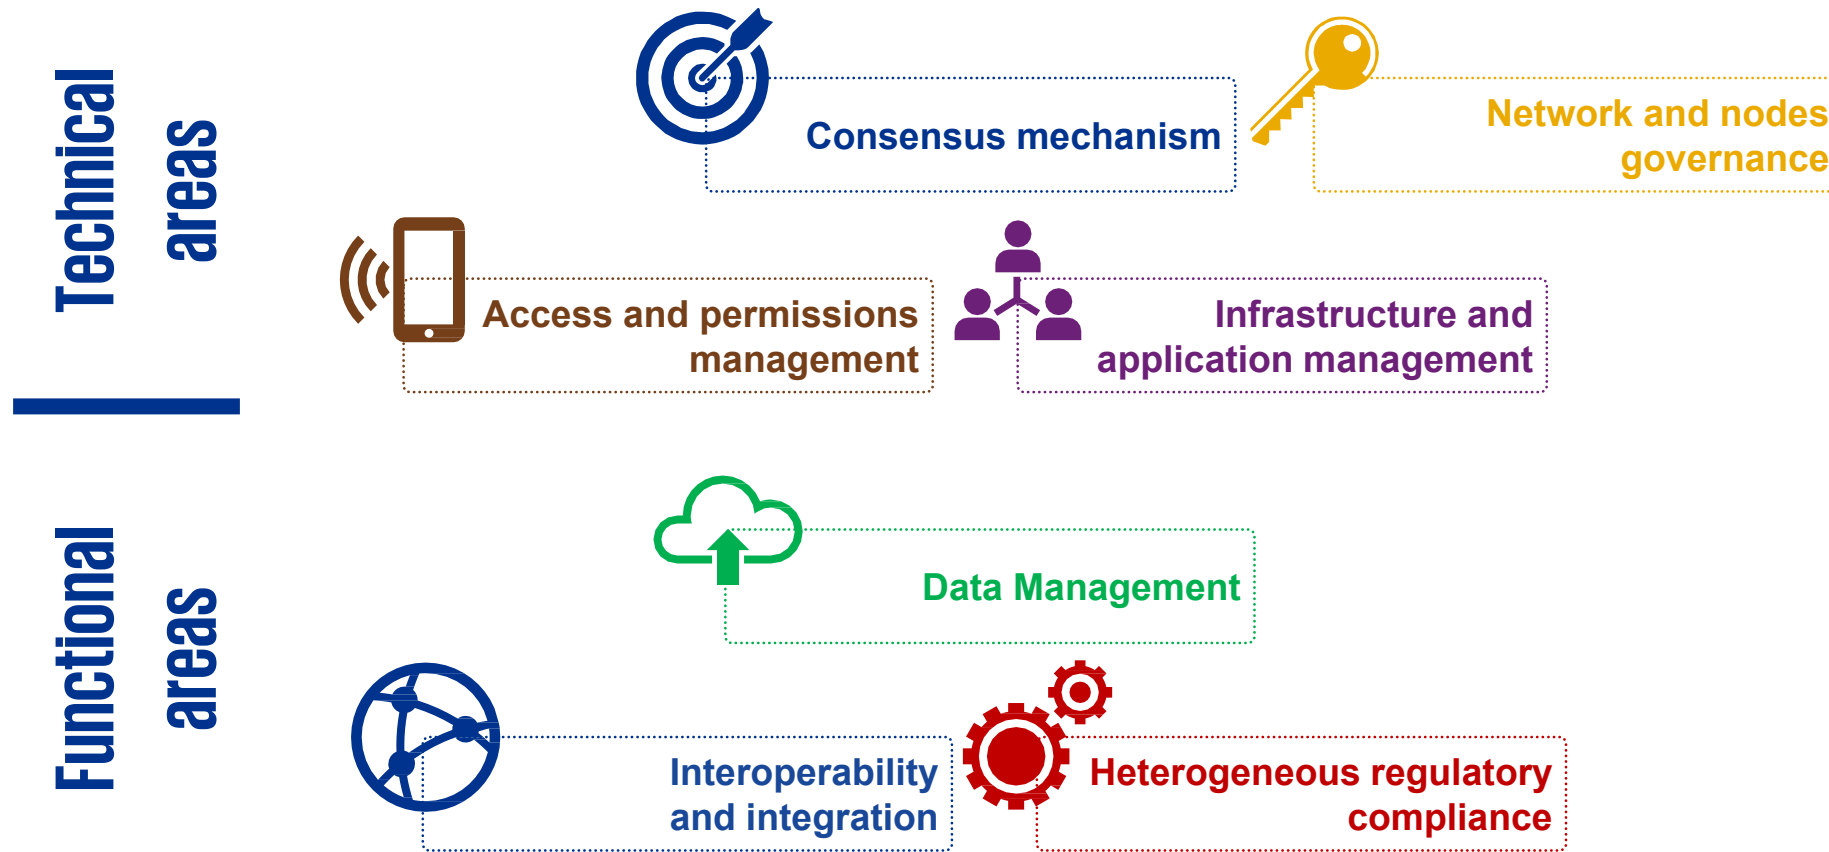 Technical
areas
Consensus mechanism
Network and nodes
governance
Access and permissions
management
Infrastructure and
application management
Functional
areas
Data Management
Interoperability
and integration
Heterogeneous regulatory
compliance